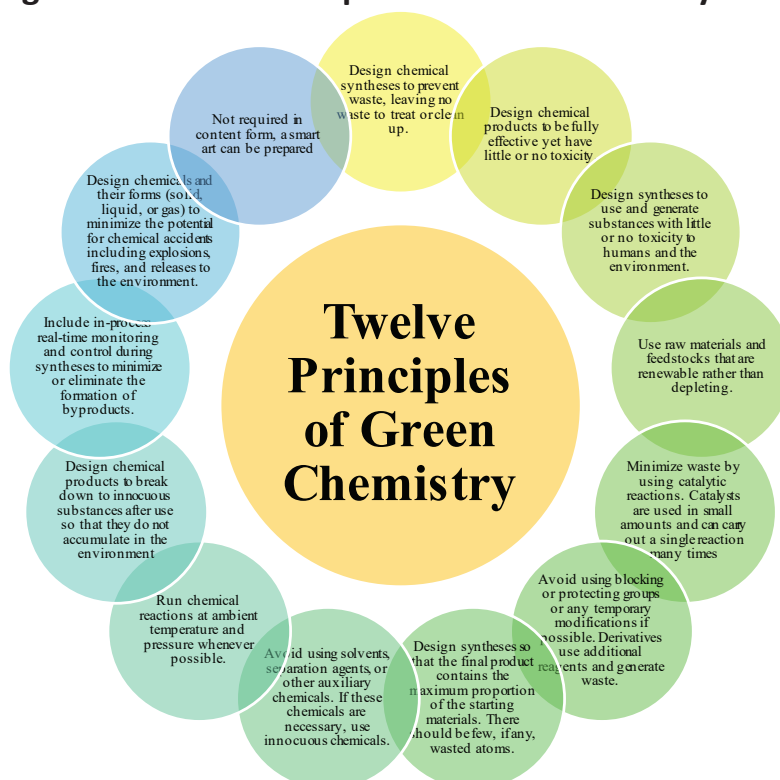 Twelve
Principles
of Green
Chemistry
Design chemical
syntheses to prevent
waste, leaving no
waste to treat or clean
up.
Design chemical
products to be fully
effective yet have
little or no toxicity
Design syntheses to
use and generate
substances with little
or no toxicity to
humans and the
environment.
Use raw materials and
feedstocks that are
renewable rather than
depleting.
Minimize waste by
using catalytic
reactions. Catalysts
are used in small
amounts and can carry
out a single reaction
many times
Avoid using blocking
or protecting groups
or any temporary
modifications if
possible. Derivatives
use additional
reagents and generate
waste.
Design syntheses so
that the final product
contains the
maximum proportion
of the starting
materials. There
should be few, if any,
wasted atoms.
Avoid using solvents,
separation agents, or
other auxiliary
chemicals. If these
chemicals are
necessary, use
innocuous chemicals.
Run chemical
reactions at ambient
temperature and
pressure whenever
possible.
Design chemical
products to break
down to innocuous
substances after use
so that they do not
accumulate in the
environment
Include in-process
real-time monitoring
and control during
syntheses to minimize
or eliminate the
formation of
byproducts.
Design chemicals and
their forms (solid,
liquid, or gas) to
minimize the potential
for chemical accidents
including explosions,
fires, and releases to
the environment.
Not required in
content form, a smart
art can be prepared